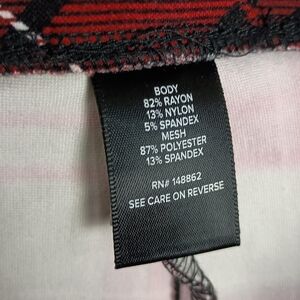 BODY
82% RAYON
13% NYLON
5% SPANDEX
MESH
87% POLYESTER
13% SPANDEX
RN# 148862
SEE CARE ON REVERSE